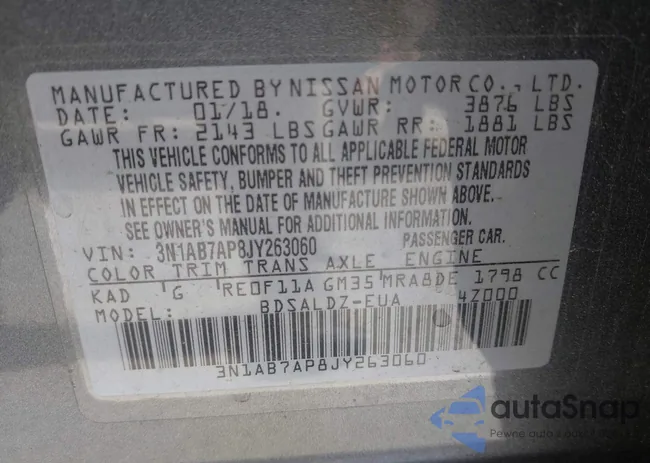 MANUFACTURED BY NISSAN MOTOR CO., LTD.
DATE: 01/18. GVWR: 3876 LBS
GAWR FR: 2143 LBS GAWR RR: 1881 LBS
THIS VEHICLE CONFORMS TO ALL APPLICABLE FEDERAL MOTOR
VEHICLE SAFETY, BUMPER AND THEFT PREVENTION STANDARDS
IN EFFECT ON THE DATE OF MANUFACTURE SHOWN ABOVE.
SEE OWNER'S MANUAL FOR ADDITIONAL INFORMATION.
VIN: 3N1AB7AP8JY263060 PASSENGER CAR.
COLOR TRIM TRANS AXLE ENGINE
KAD G RE0F11A GM35 MRA8DE 1798 CC
MODEL: BDSALDZ-EUA 4Z000
3N1AB7AP8JY263060
autoSnap
Pewne auto